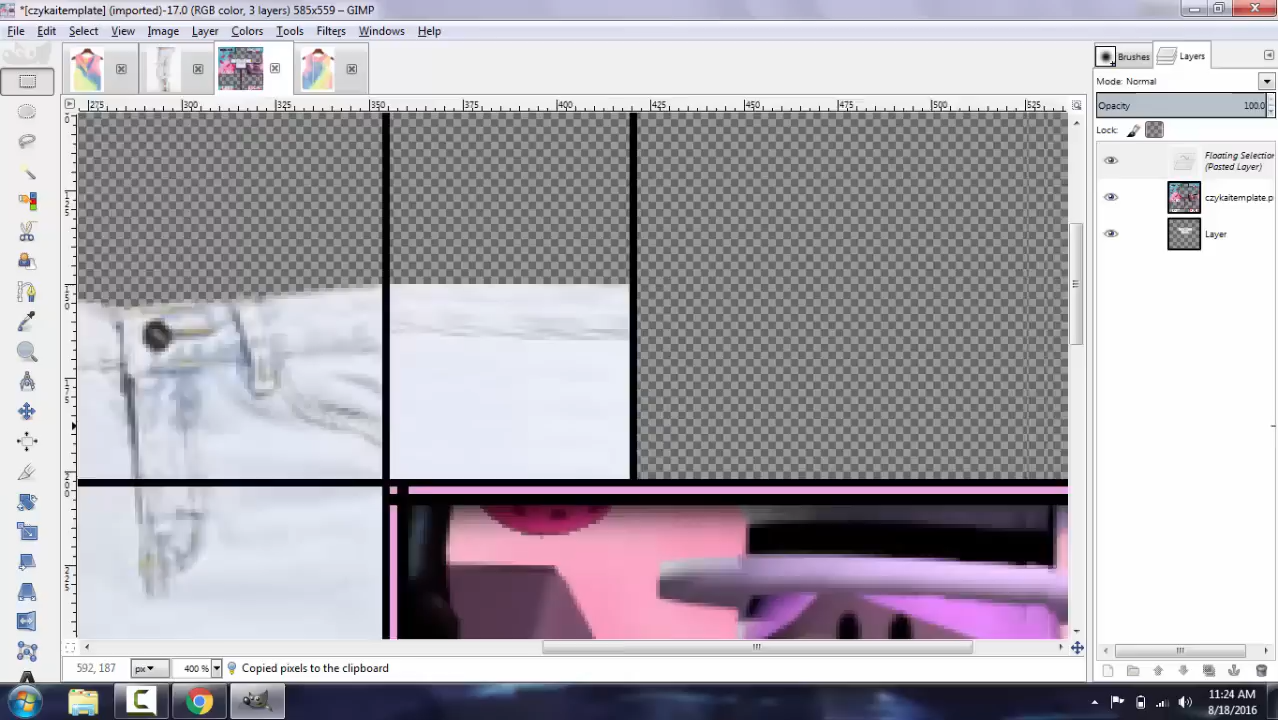 *[czykaitemplate] (imported)-17.0 (RGB color, 3 layers) 585x559 – GIMP
File Edit Select View Image Layer Colors Tools Filters Windows Help
Brushes Layers
Mode: Normal
275 300 325 350 375 400 425 450 475 500 525
Opacity 100.0
Lock:
Floating Selection
(Pasted Layer)
czykaitemplate.p
Layer
592, 187 px 400 % Copied pixels to the clipboard
11:24 AM
8/18/2016